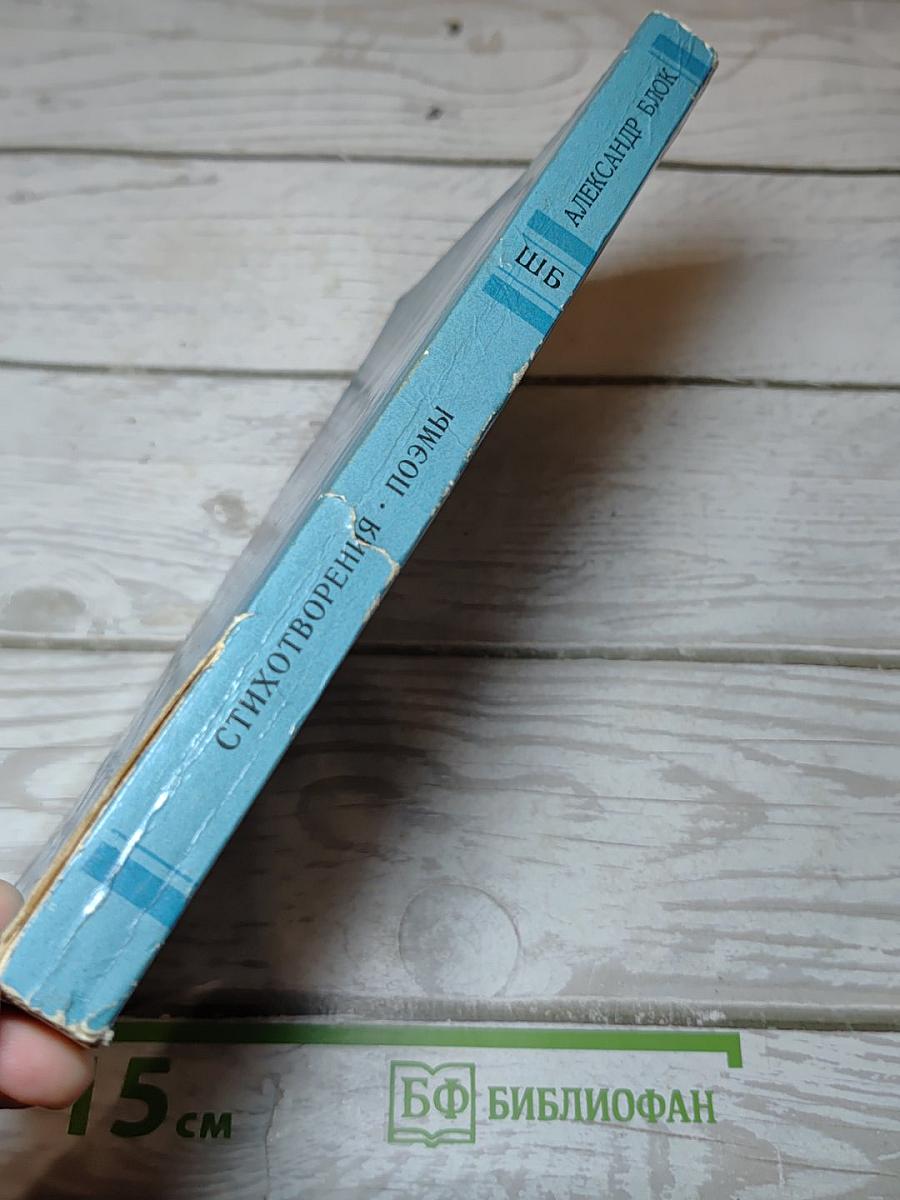 АЛЕКСАНДР БЛОК
ШБ
СТИХОТВОРЕНИЯ · ПОЭМЫ
15 см
БФ БИБЛИОФАН